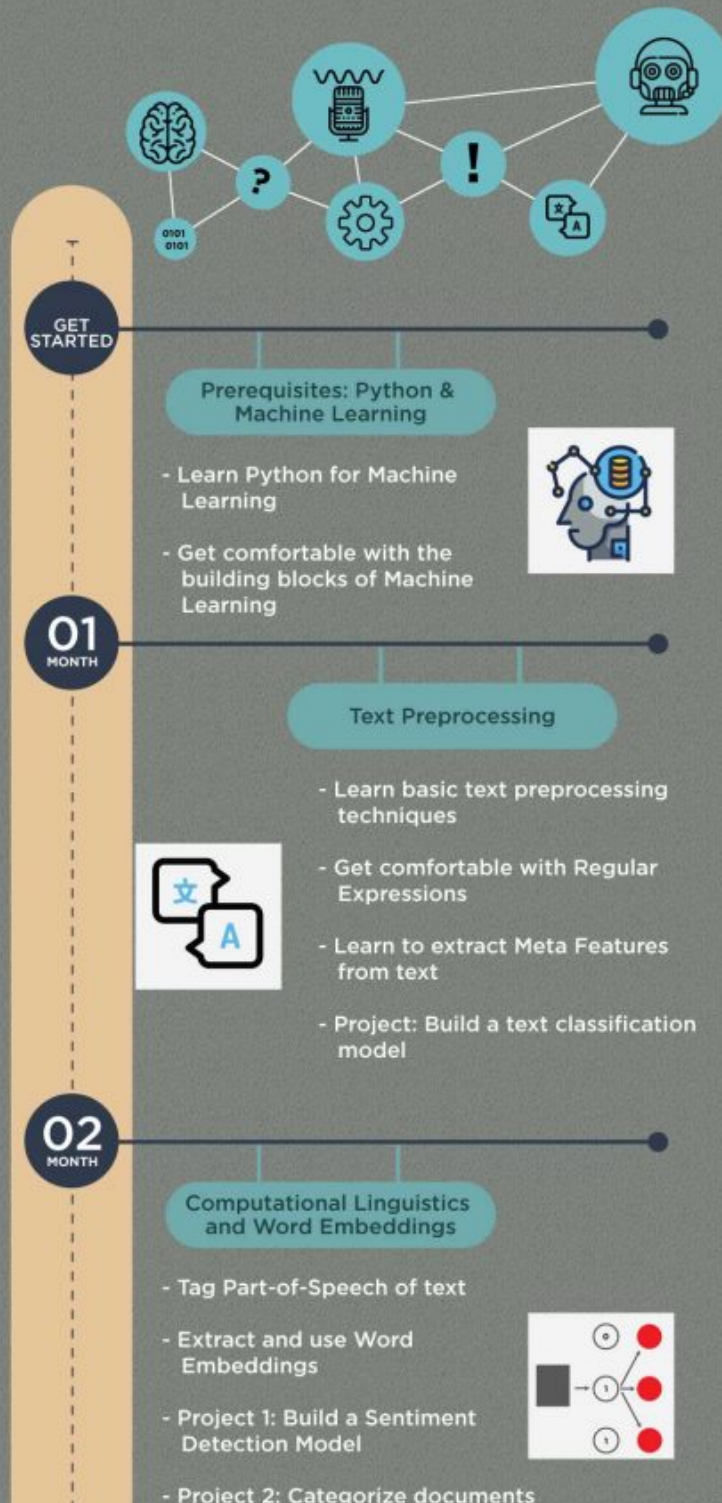 ?
!
0101
0101
文
A
GET
STARTED
Prerequisites: Python &
Machine Learning
- Learn Python for Machine
Learning
- Get comfortable with the
building blocks of Machine
Learning
01
MONTH
Text Preprocessing
- Learn basic text preprocessing
techniques
- Get comfortable with Regular
Expressions
- Learn to extract Meta Features
from text
- Project: Build a text classification
model
文
A
02
MONTH
Computational Linguistics
and Word Embeddings
- Tag Part-of-Speech of text
- Extract and use Word
Embeddings
- Project 1: Build a Sentiment
Detection Model
- Project 2: Categorize documents
0
1
1